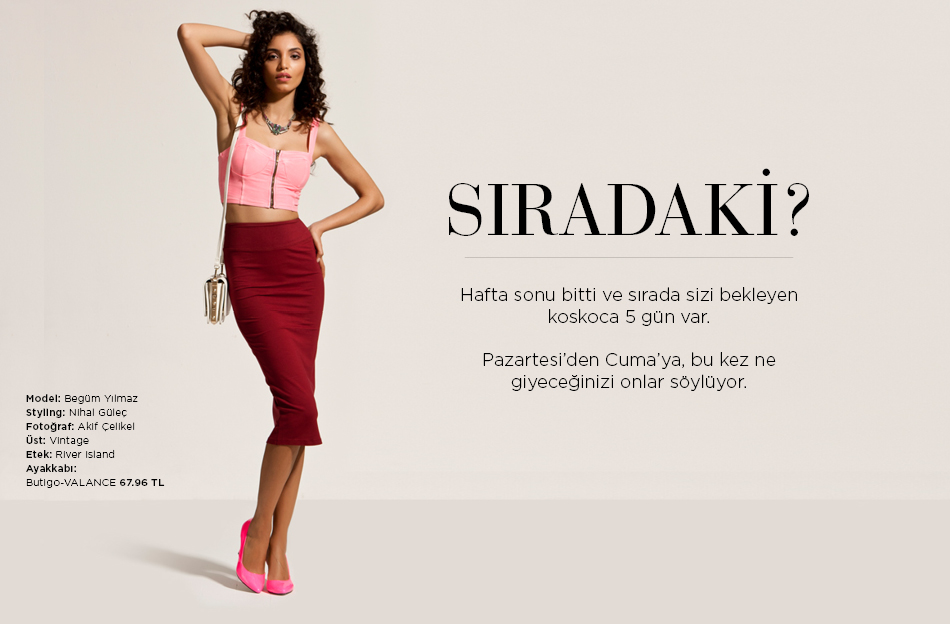 SIRADAKİ?
Hafta sonu bitti ve sırada sizi bekleyen
koskoca 5 gün var.
Pazartesi’den Cuma’ya, bu kez ne
giyeceğinizi onlar söylüyor.
Model: Begüm Yılmaz
Styling: Nihal Güleç
Fotoğraf: Akif Çelikel
Üst: Vintage
Etek: River Island
Ayakkabı:
Butigo-VALANCE 67.96 TL